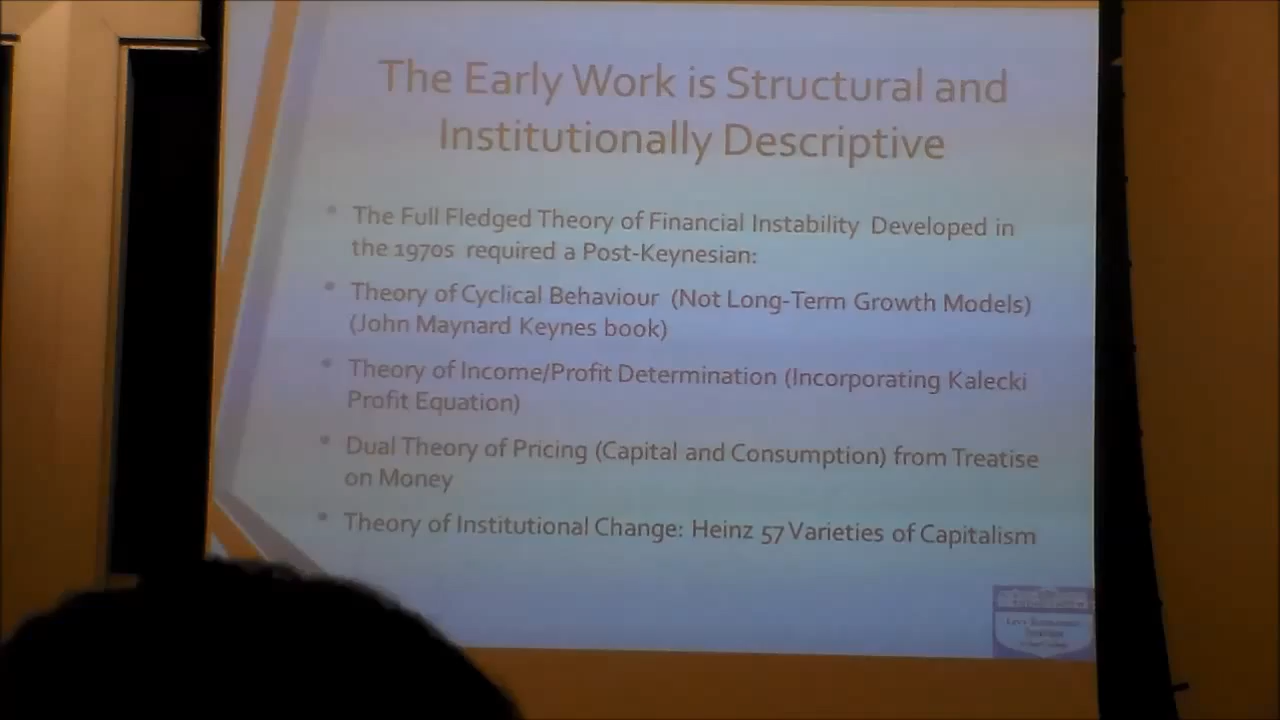 The Early Work is Structural and
Institutionally Descriptive
• The Full Fledged Theory of Financial Instability Developed in
the 1970s required a Post-Keynesian:
• Theory of Cyclical Behaviour (Not Long-Term Growth Models)
(John Maynard Keynes book)
• Theory of Income/Profit Determination (Incorporating Kalecki
Profit Equation)
• Dual Theory of Pricing (Capital and Consumption) from Treatise
on Money
• Theory of Institutional Change: Heinz 57 Varieties of Capitalism
Levy Economics
Institute